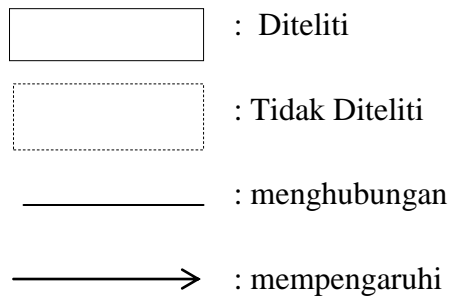 : Diteliti
: Tidak Diteliti
: menghubungan
: mempengaruhi